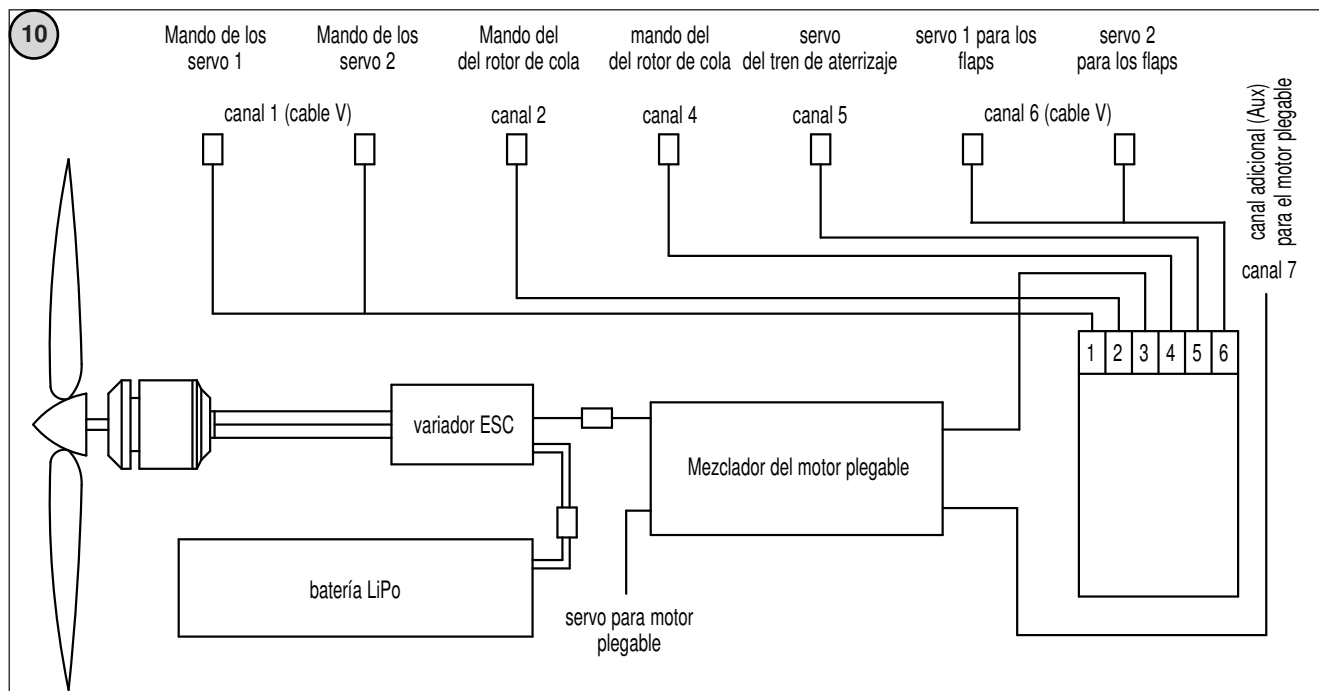 10
Mando de los
servo 1
Mando de los
servo 2
Mando del
del rotor de cola
mando del
del rotor de cola
servo
del tren de aterrizaje
servo 1 para los
flaps
servo 2
para los flaps
canal 1 (cable V)
canal 2
canal 4
canal 5
canal 6 (cable V)
canal adicional (Aux)
para el motor plegable
canal 7
1 2 3 4 5 6
variador ESC
Mezclador del motor plegable
batería LiPo
servo para motor
plegable